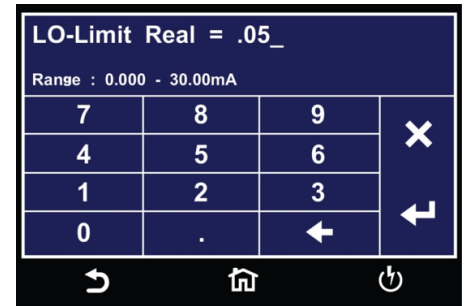 LO-Limit Real = .05_
Range : 0.000 - 30.00mA
7 8 9
4 5 6
1 2 3
0 .